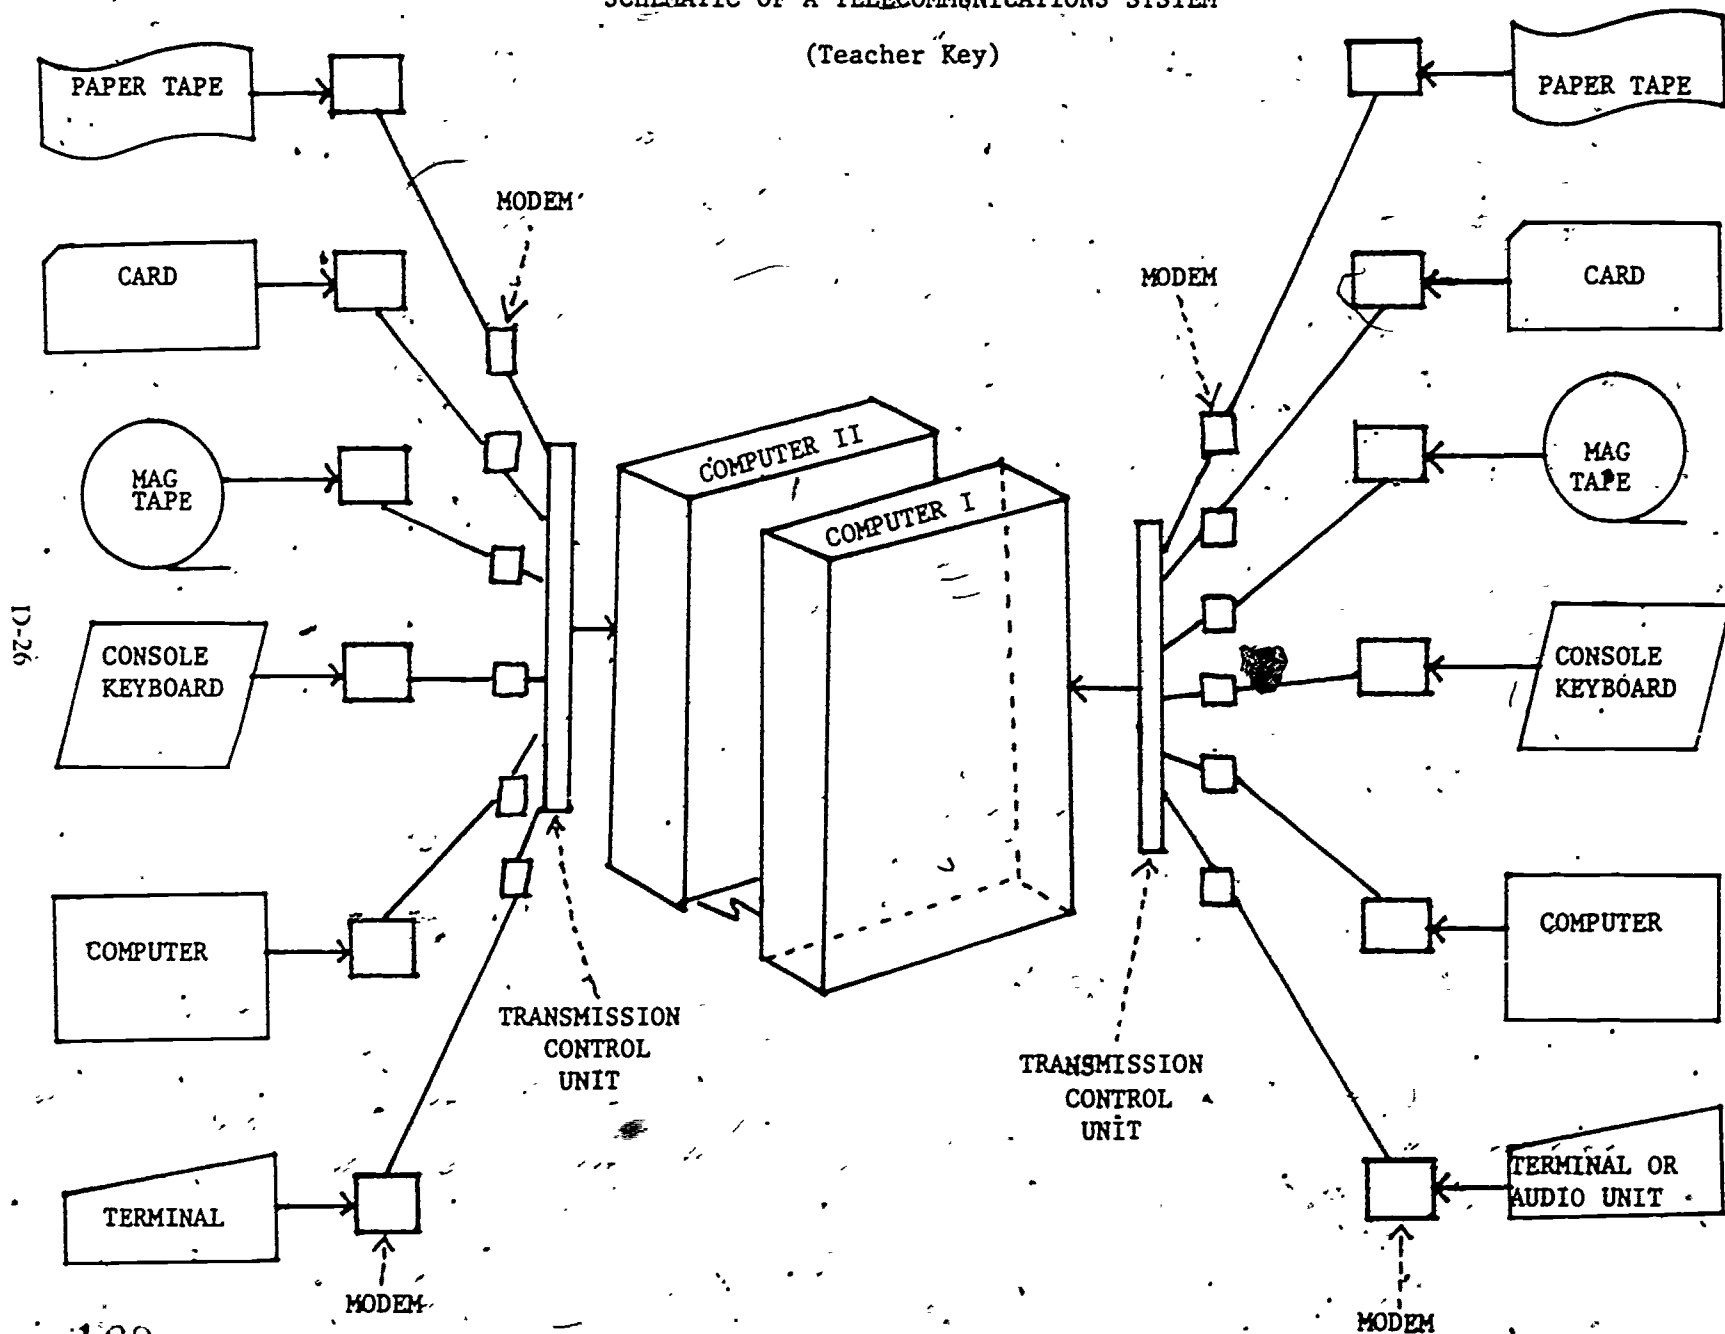 SCHEMATIC OF A TELECOMMUNICATIONS SYSTEM
(Teacher Key)
PAPER TAPE
CARD
MAG
TAPE
CONSOLE
KEYBOARD
COMPUTER
TERMINAL
MODEM
MODEM
TRANSMISSION
CONTROL
UNIT
COMPUTER II
COMPUTER I
MODEM
TRANSMISSION
CONTROL
UNIT
PAPER TAPE
CARD
MAG
TAPE
CONSOLE
KEYBOARD
COMPUTER
TERMINAL OR
AUDIO UNIT
MODEM
D-26